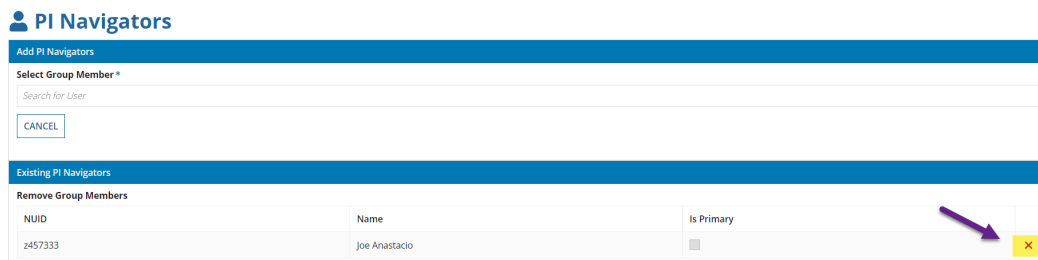 PI Navigators
Add PI Navigators
Select Group Member *
Search for User
CANCEL
Existing PI Navigators
Remove Group Members
NUID Name Is Primary
z457333 Joe Anastacio